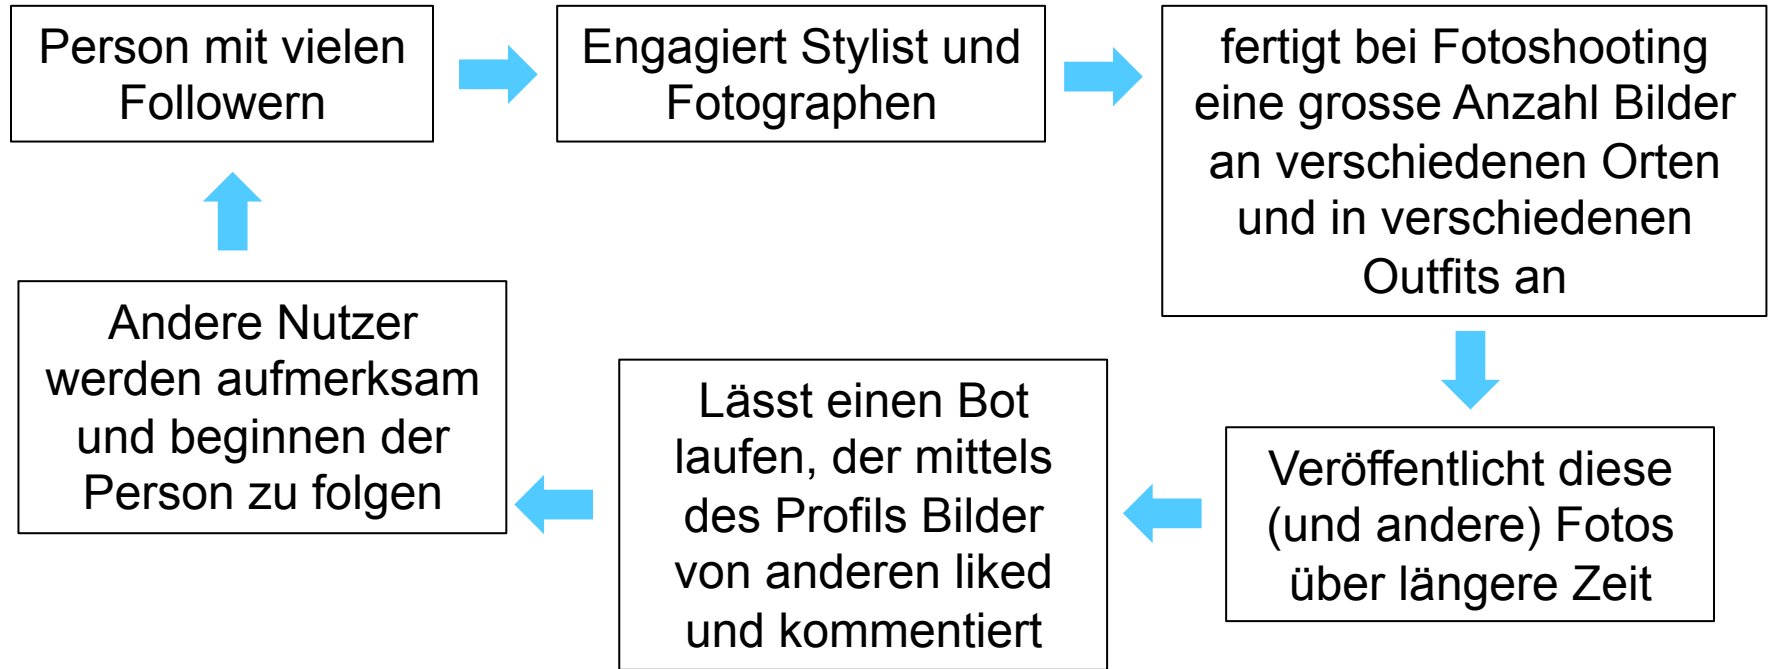 Person mit vielen
Followern
Engagiert Stylist und
Fotographen
fertigt bei Fotoshooting
eine grosse Anzahl Bilder
an verschiedenen Orten
und in verschiedenen
Outfits an
Veröffentlicht diese
(und andere) Fotos
über längere Zeit
Lässt einen Bot
laufen, der mittels
des Profils Bilder
von anderen liked
und kommentiert
Andere Nutzer
werden aufmerksam
und beginnen der
Person zu folgen